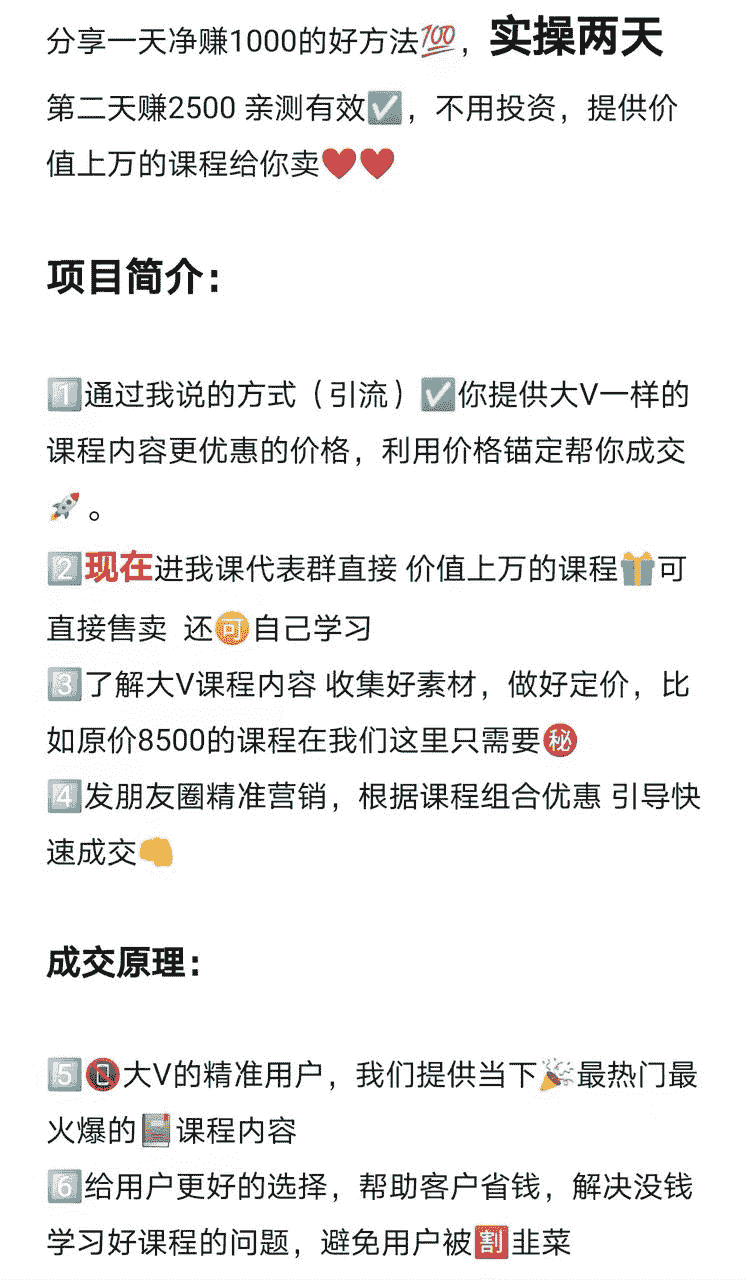 分享一天净赚1000的好方法💯，实操两天
第二天赚2500 亲测有效☑️，不用投资，提供价
值上万的课程给你卖❤️❤️
项目简介：
1️⃣通过我说的方式（引流）☑️你提供大V一样的
课程内容更优惠的价格，利用价格锚定帮你成交
🚀。
2️⃣现在进我课代表群直接 价值上万的课程🎁可
直接售卖 还🉑自己学习
3️⃣了解大V课程内容 收集好素材，做好定价，比
如原价8500的课程在我们这里只需要㊙️
4️⃣发朋友圈精准营销，根据课程组合优惠 引导快
速成交👊
成交原理：
5️⃣📵大V的精准用户，我们提供当下🎉最热门最
火爆的📔课程内容
6️⃣给用户更好的选择，帮助客户省钱，解决没钱
学习好课程的问题，避免用户被🈹韭菜